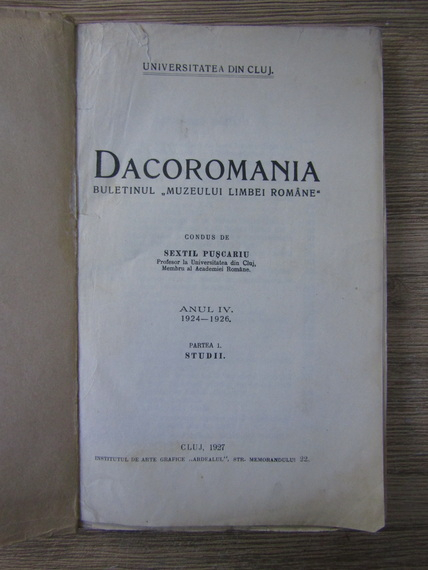 UNIVERSITATEA DIN CLUJ.
DACOROMANIA
BULETINUL „MUZEULUI LIMBEI ROMÂNE“
CONDUS DE
SEXTIL PUŞCARIU
Profesor la Universitatea din Cluj,
Membru al Academiei Române.
ANUL IV.
1924—1926.
PARTEA 1.
STUDII.
CLUJ, 1927
INSTITUTUL DE ARTE GRAFICE „ARDEALUL“, STR. MEMORANDULUI 22.